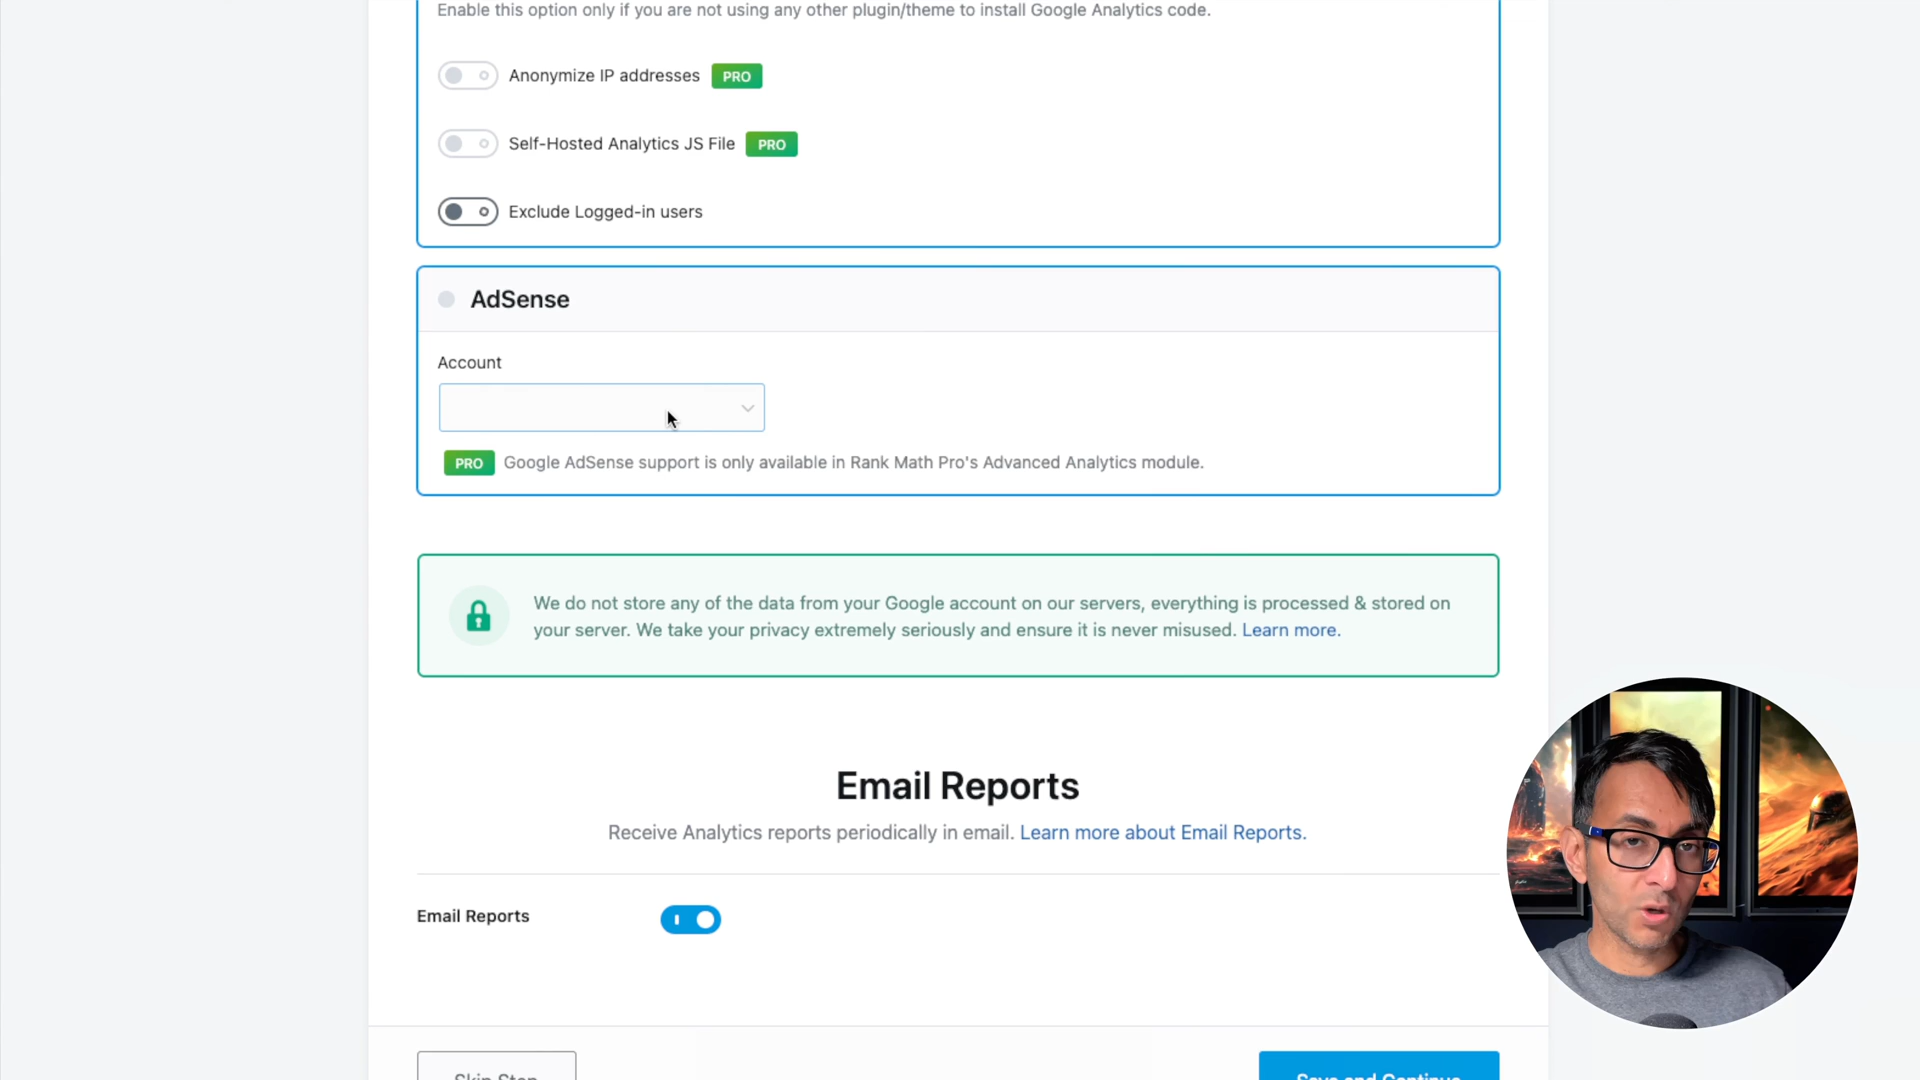 Enable this option only if you are not using any other plugin/theme to install Google Analytics code.
Anonymize IP addresses PRO
Self-Hosted Analytics JS File PRO
Exclude Logged-in users
AdSense
Account
PRO Google AdSense support is only available in Rank Math Pro's Advanced Analytics module.
We do not store any of the data from your Google account on our servers, everything is processed & stored on
your server. We take your privacy extremely seriously and ensure it is never misused. Learn more.
Email Reports
Receive Analytics reports periodically in email. Learn more about Email Reports.
Email Reports
Skip Step
Save and Continue